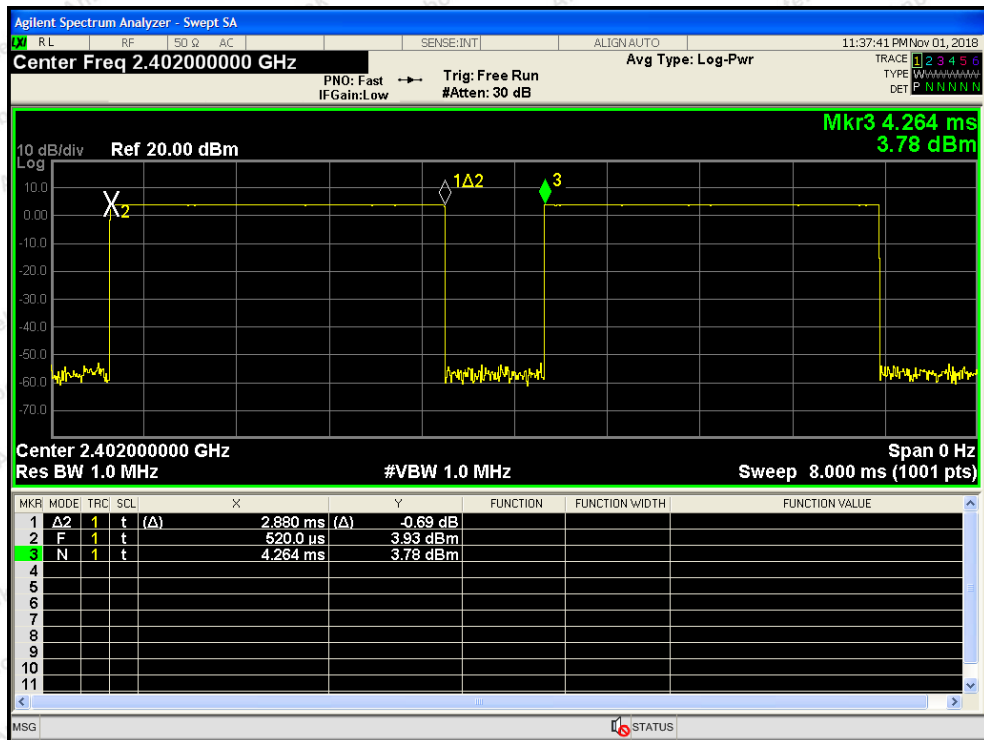 Agilent Spectrum Analyzer - Swept SA
LXI RL RF 50 Ω AC SENSE:INT ALIGNAUTO 11:37:41 PM Nov 01, 2018
Center Freq 2.402000000 GHz Avg Type: Log-Pwr TRACE 1 2 3 4 5 6
PNO: Fast Trig: Free Run TYPE WWWWWW
IFGain:Low #Atten: 30 dB DET P N N N N N
Mkr3 4.264 ms
10 dB/div Ref 20.00 dBm 3.78 dBm
Log
10.0
0.00
-10.0
-20.0
-30.0
-40.0
-50.0
-60.0
-70.0
X2
1Δ2
3
Center 2.402000000 GHz Span 0 Hz
Res BW 1.0 MHz #VBW 1.0 MHz Sweep 8.000 ms (1001 pts)
MKR MODE TRC SCL X Y FUNCTION FUNCTION WIDTH FUNCTION VALUE
1 Δ2 1 t (Δ) 2.880 ms (Δ) -0.69 dB
2 F 1 t 520.0 µs 3.93 dBm
3 N 1 t 4.264 ms 3.78 dBm
4
5
6
7
8
9
10
11
MSG STATUS